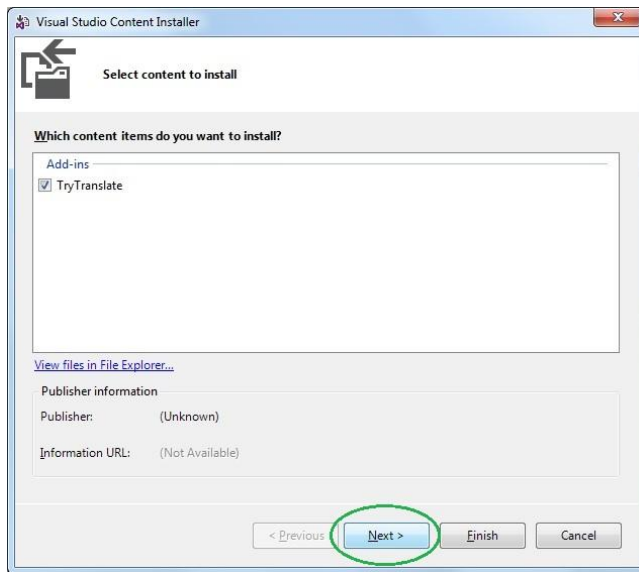 Visual Studio Content Installer
Select content to install
Which content items do you want to install?
Add-ins
TryTranslate
View files in File Explorer...
Publisher information
Publisher: (Unknown)
Information URL: (Not Available)
< Previous Next > Finish Cancel